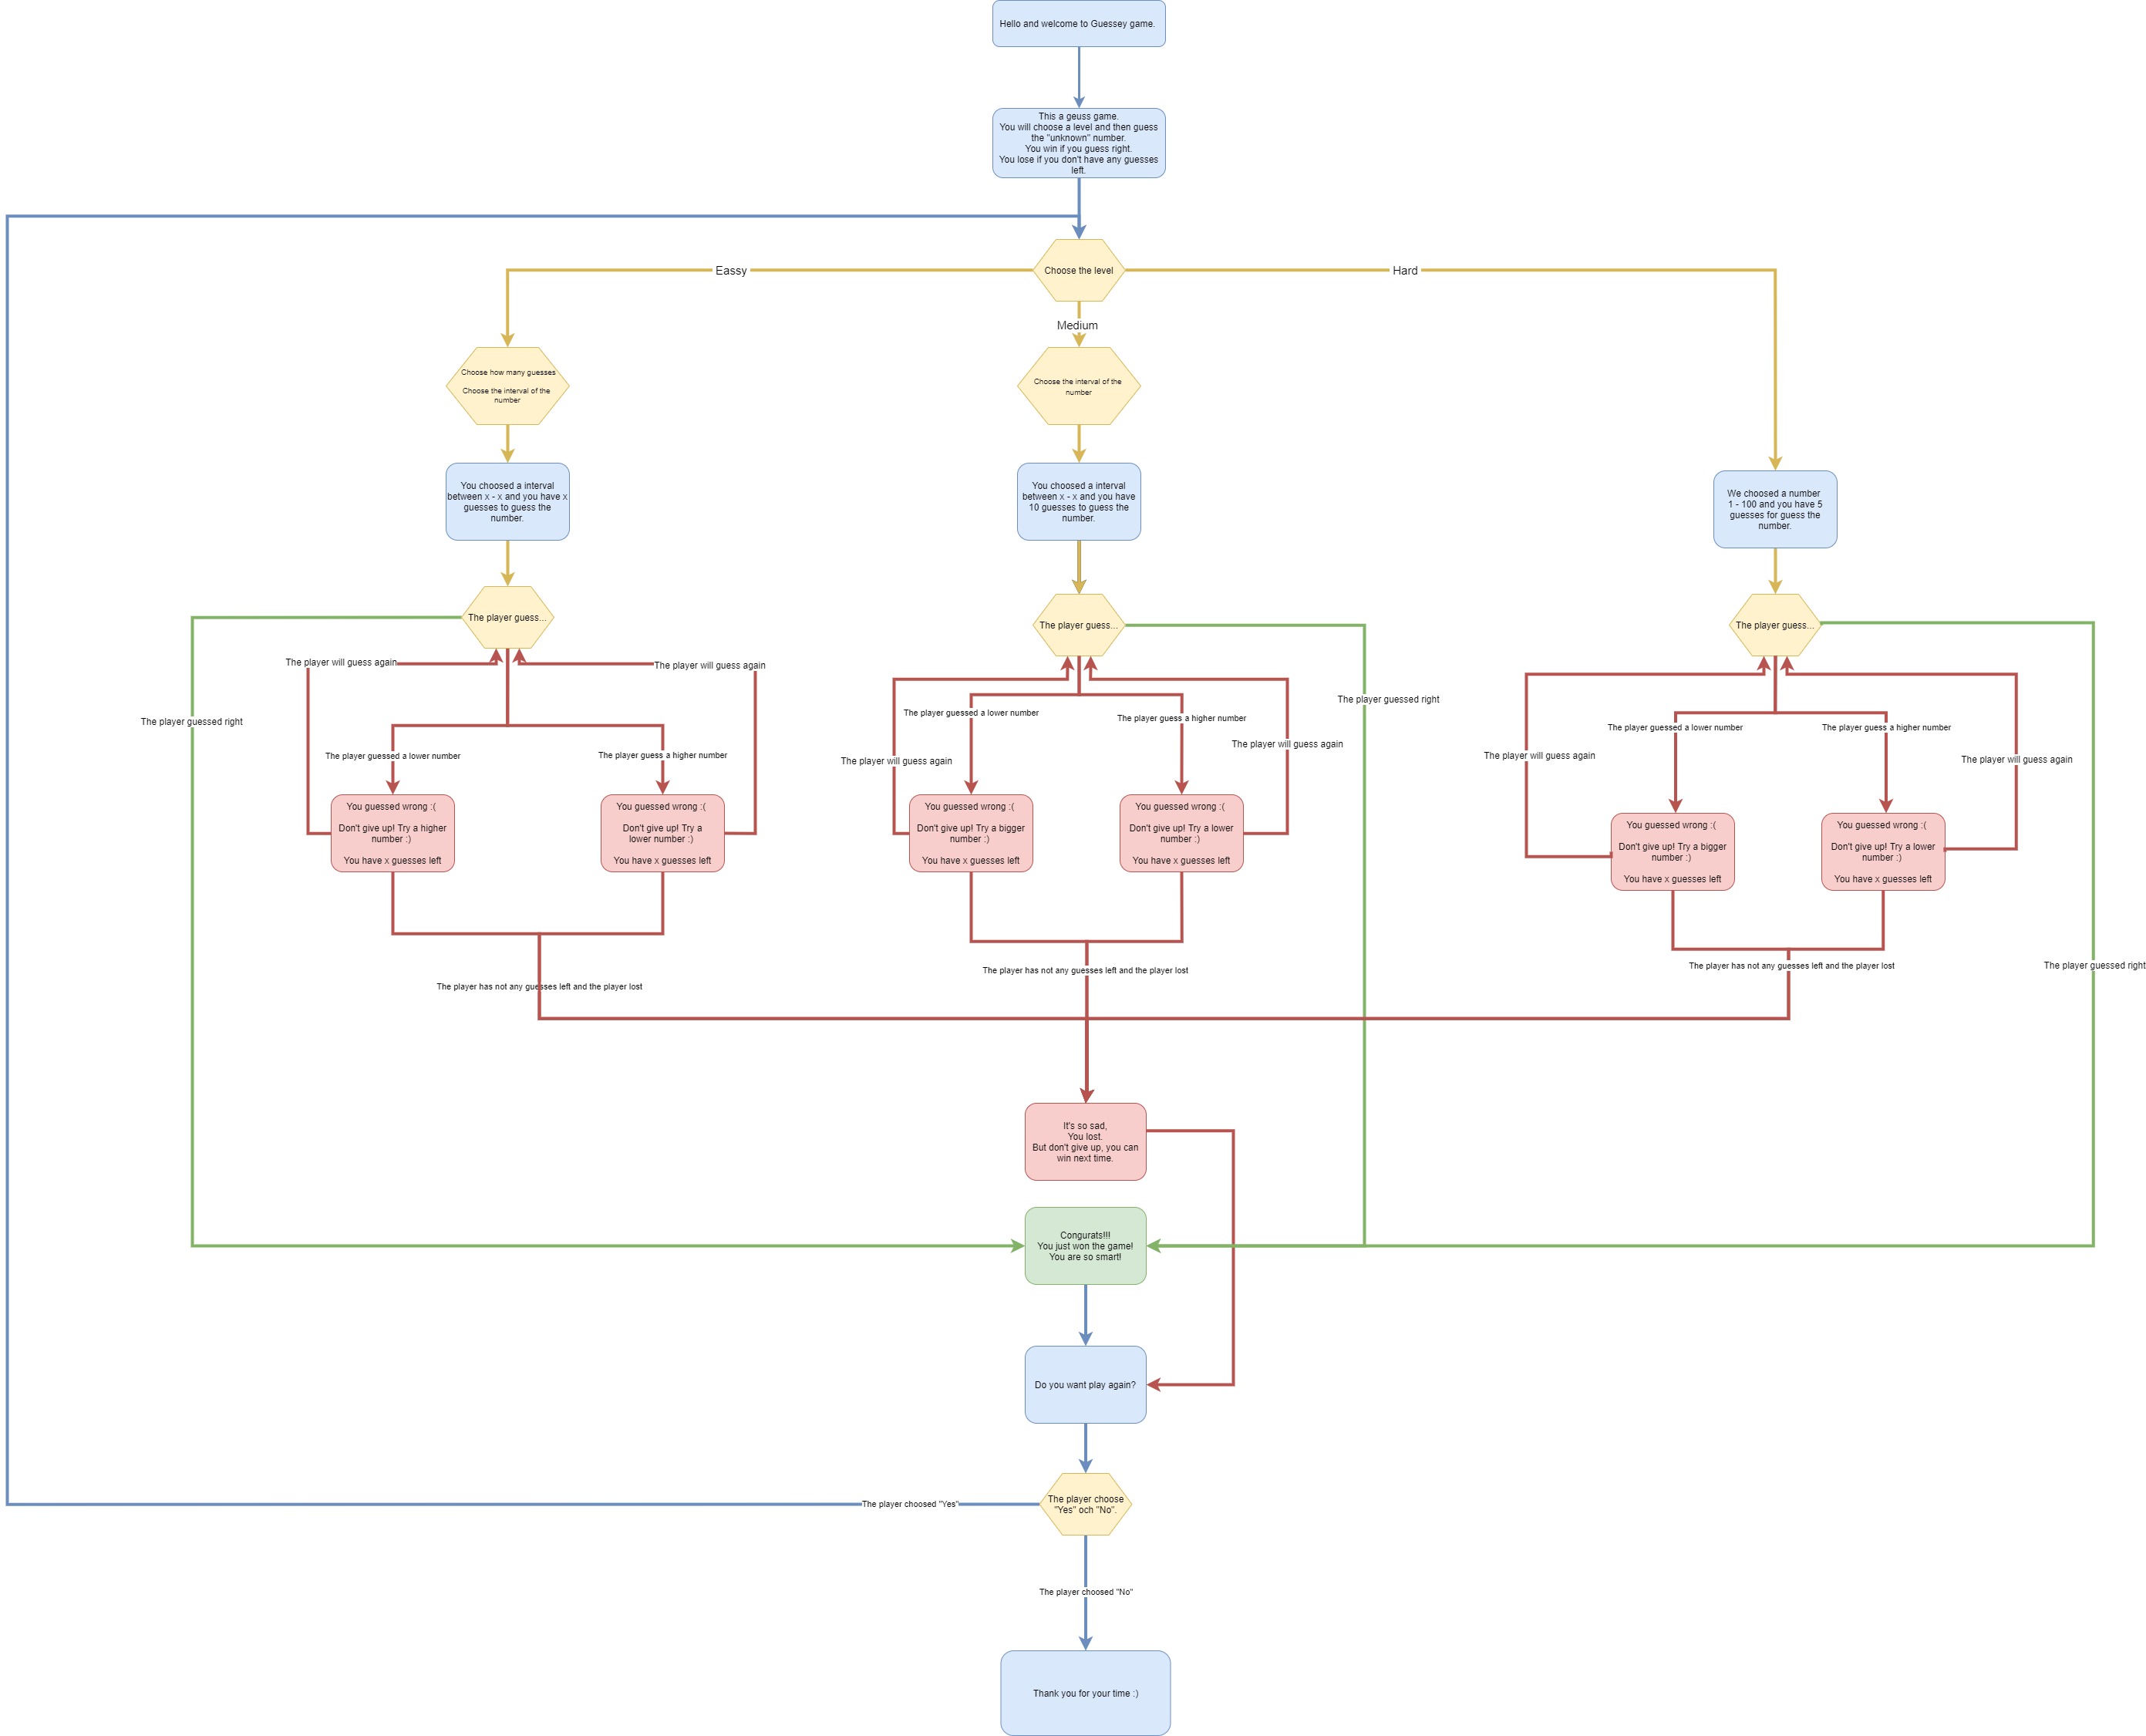 Hello and welcome to Guessey game.
This a geuss game.
You will choose a level and then guess
the "unknown" number.
You win if you guess right.
You lose if you don't have any guesses
left.
Eassy
Choose the level
Hard
Medium
Choose how many guesses
Choose the interval of the
number
Choose the interval of the
number
You choosed a interval
between x - x and you have x
guesses to guess the
number.
You choosed a interval
between x - x and you have
10 guesses to guess the
number.
We choosed a number
1 - 100 and you have 5
guesses for guess the
number.
The player guess...
The player guess...
The player guess...
The player will guess again
The player will guess again
The player guessed right
The player guessed a lower number
The player guess a higher number
The player guessed a lower number
The player guess a higher number
The player guessed right
The player will guess again
The player will guess again
The player guessed a lower number
The player guess a higher number
The player will guess again
The player will guess again
You guessed wrong :(
Don't give up! Try a higher
number :)
You have x guesses left
You guessed wrong :(
Don't give up! Try a
lower number :)
You have x guesses left
You guessed wrong :(
Don't give up! Try a bigger
number :)
You have x guesses left
You guessed wrong :(
Don't give up! Try a lower
number :)
You have x guesses left
You guessed wrong :(
Don't give up! Try a bigger
number :)
You have x guesses left
You guessed wrong :(
Don't give up! Try a lower
number :)
You have x guesses left
The player has not any guesses left and the player lost
The player has not any guesses left and the player lost
The player has not any guesses left and the player lost
The player guessed right
It's so sad,
You lost.
But don't give up, you can
win next time.
Congurats!!!
You just won the game!
You are so smart!
Do you want play again?
The player choosed "Yes"
The player choose
"Yes" och "No".
The player choosed "No"
Thank you for your time :)